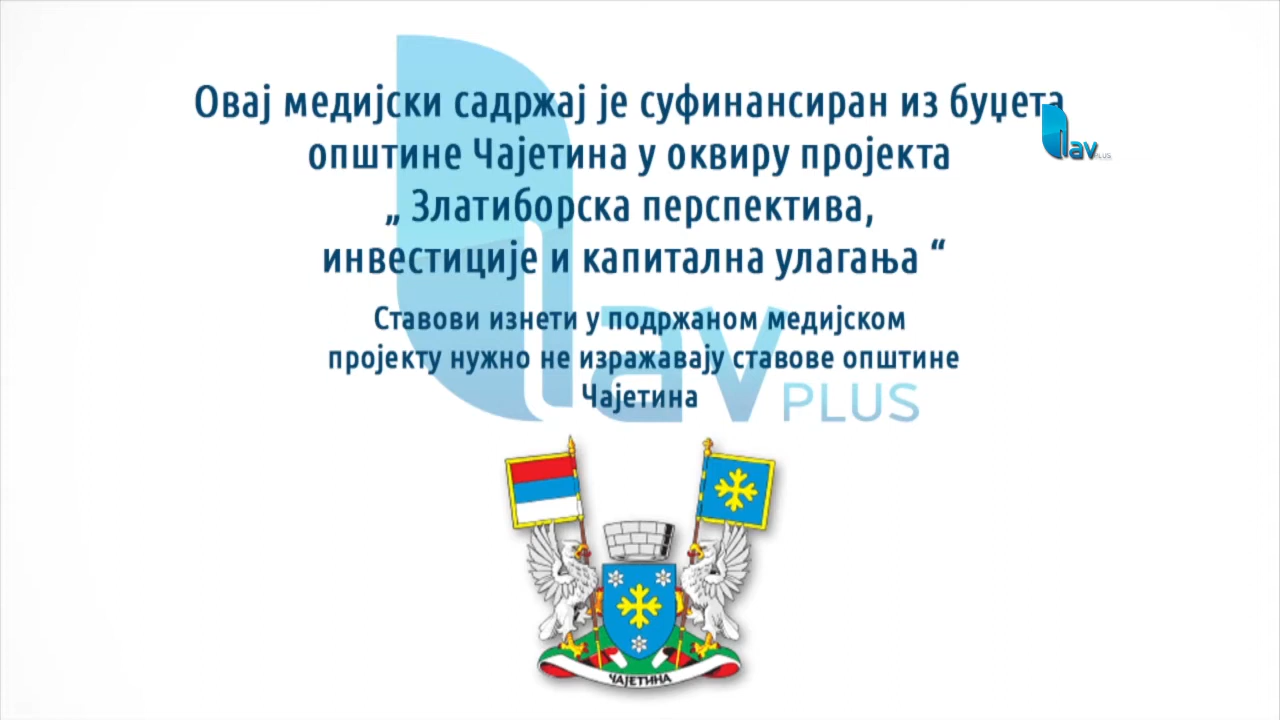 Овај медијски садржај је суфинансиран из буџета
општине Чајетина у оквиру пројекта
„ Златиборска перспектива,
инвестиције и капитална улагања “
Ставови изнети у подржаном медијском
пројекту нужно не изражавају ставове општине
Чајетина
lav
PLUS
lav PLUS
ЧАЈЕТИНА